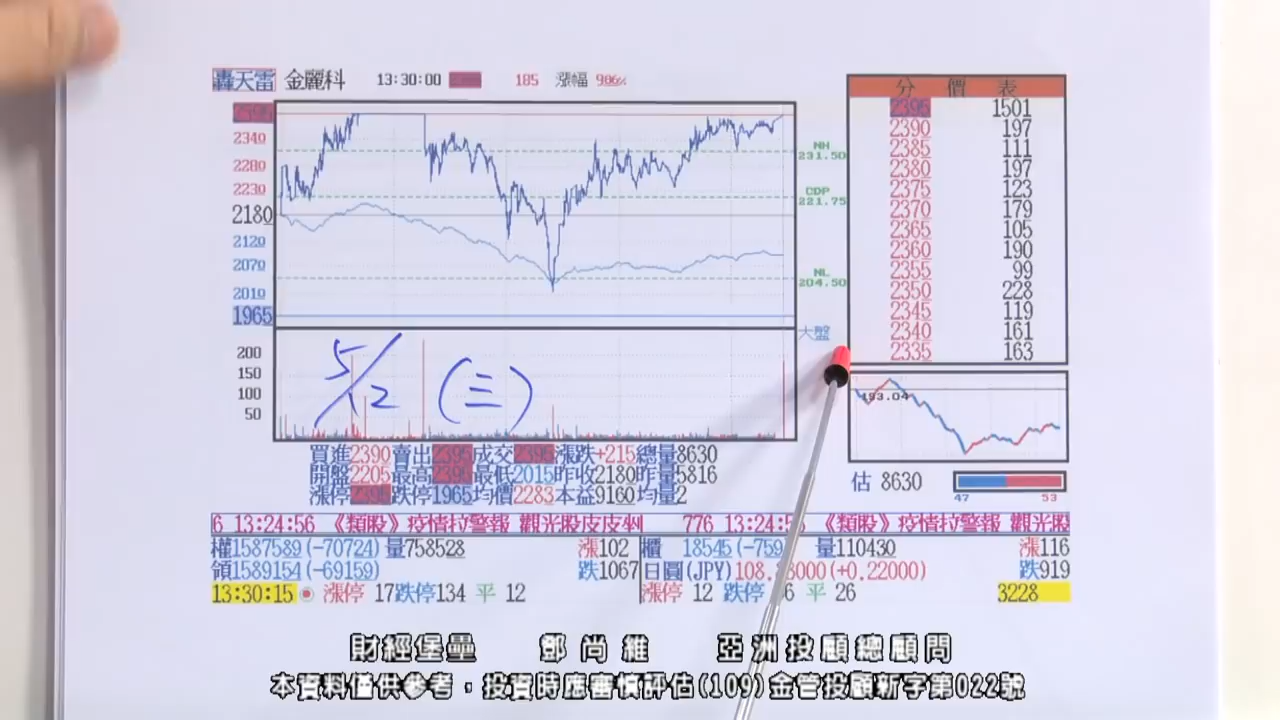 轟天雷 金麗科 13:30:00 185 漲幅 9.86%
2395
2340
2280
2230
2180
2120
2070
2010
1965
NH
231.50
CDP
221.75
NL
204.50
大盤
200
150
100
50
5/12 (三)
分 價 表
2395 1501
2390 197
2385 111
2380 197
2375 123
2370 179
2365 105
2360 190
2355 99
2350 228
2345 119
2340 161
2335 163
193.04
估 8630
47 53
買進2390賣出2395成交2395漲跌+215總量8630
開盤2205最高2395最低2015昨收2180昨量5816
漲停2395跌停1965均價2283本益9160均量2
6 13:24:56 《類股》疫情拉警報 觀光股皮皮剉 776 13:24:5 《類股》疫情拉警報 觀光股
權1587589(-70724)量758528 漲102 櫃 18545(-759 量110430 漲116
領1589154(-69159) 跌1067 日圓(JPY)108. 3000(+0.22000) 跌919
13:30:15 漲停 17跌停134 平 12 漲停 12 跌停 6 平 26 3228
財經堡壘 鄭尚維 亞洲投顧總顧問
本資料僅供參考，投資時應審慎評估(109)金管投顧新字第022號